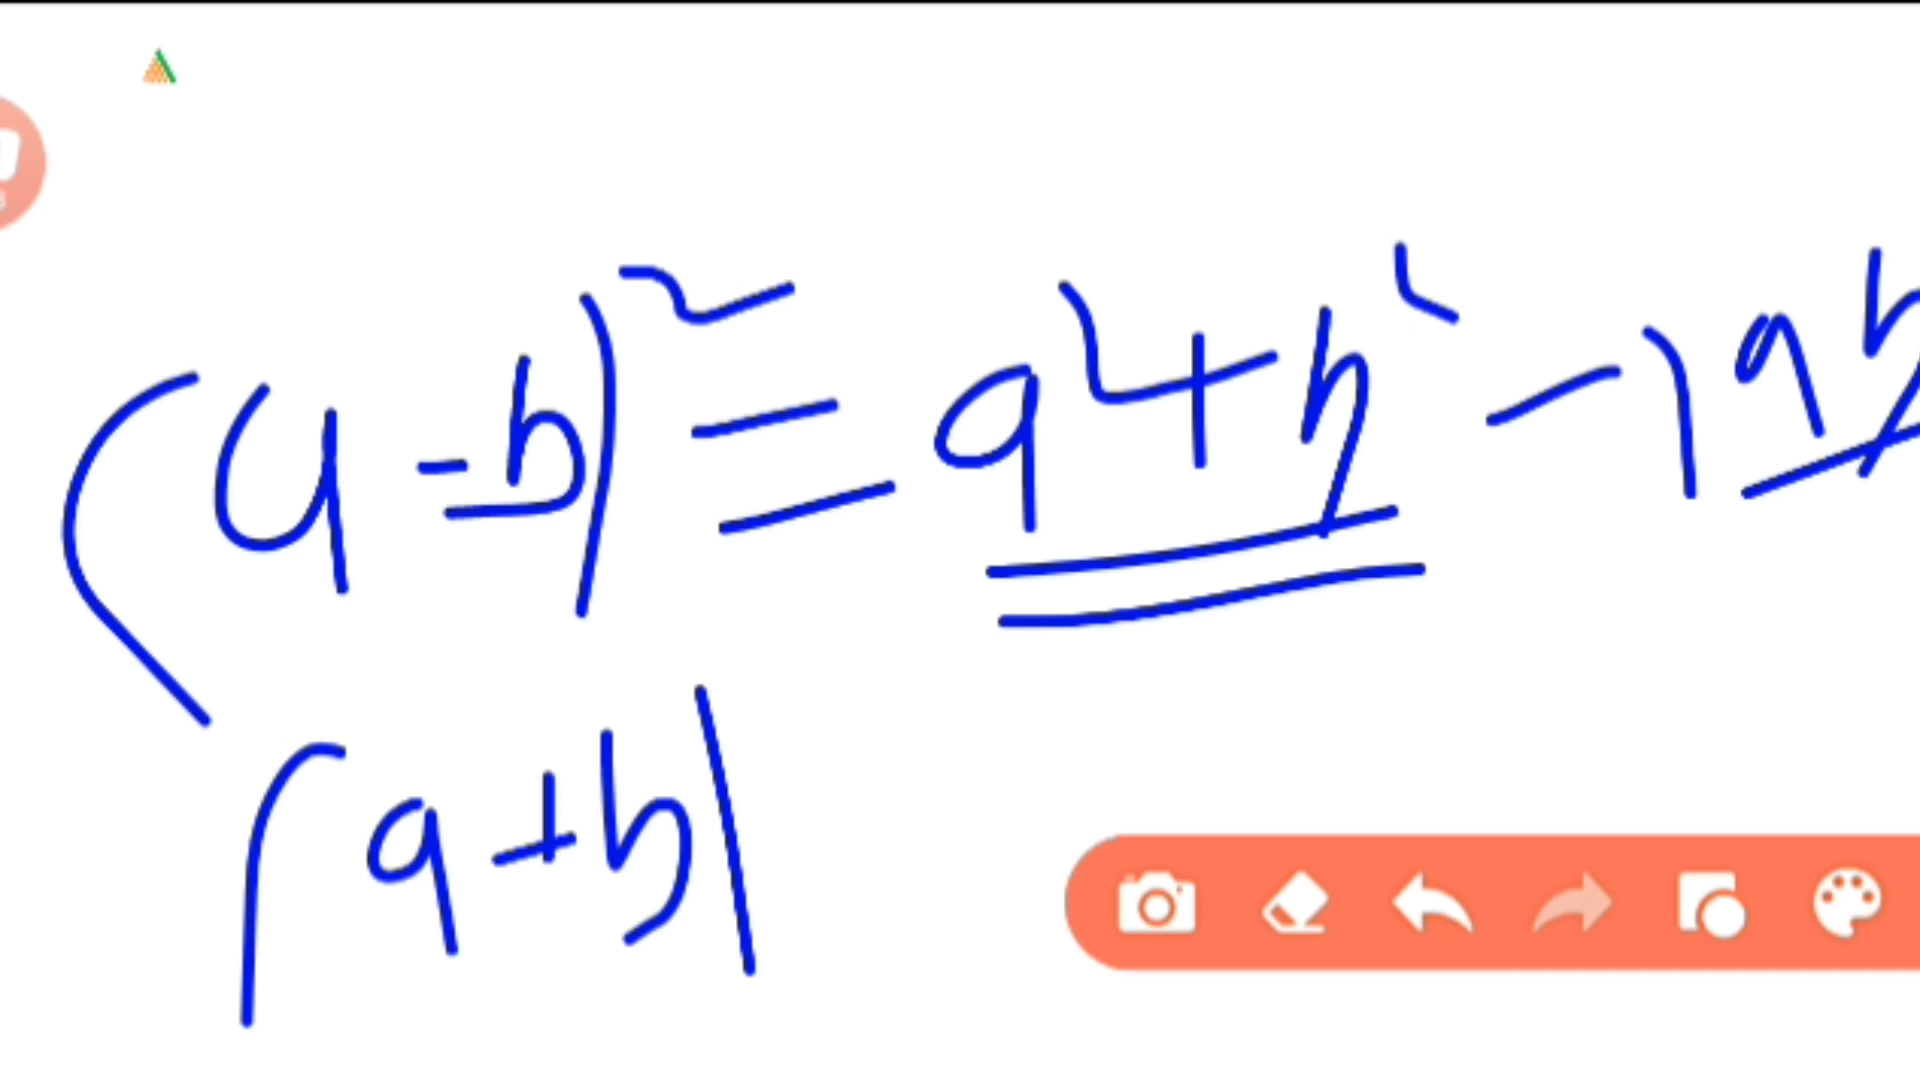 (a-b)² = a²+b² - 2ab
(a+b)